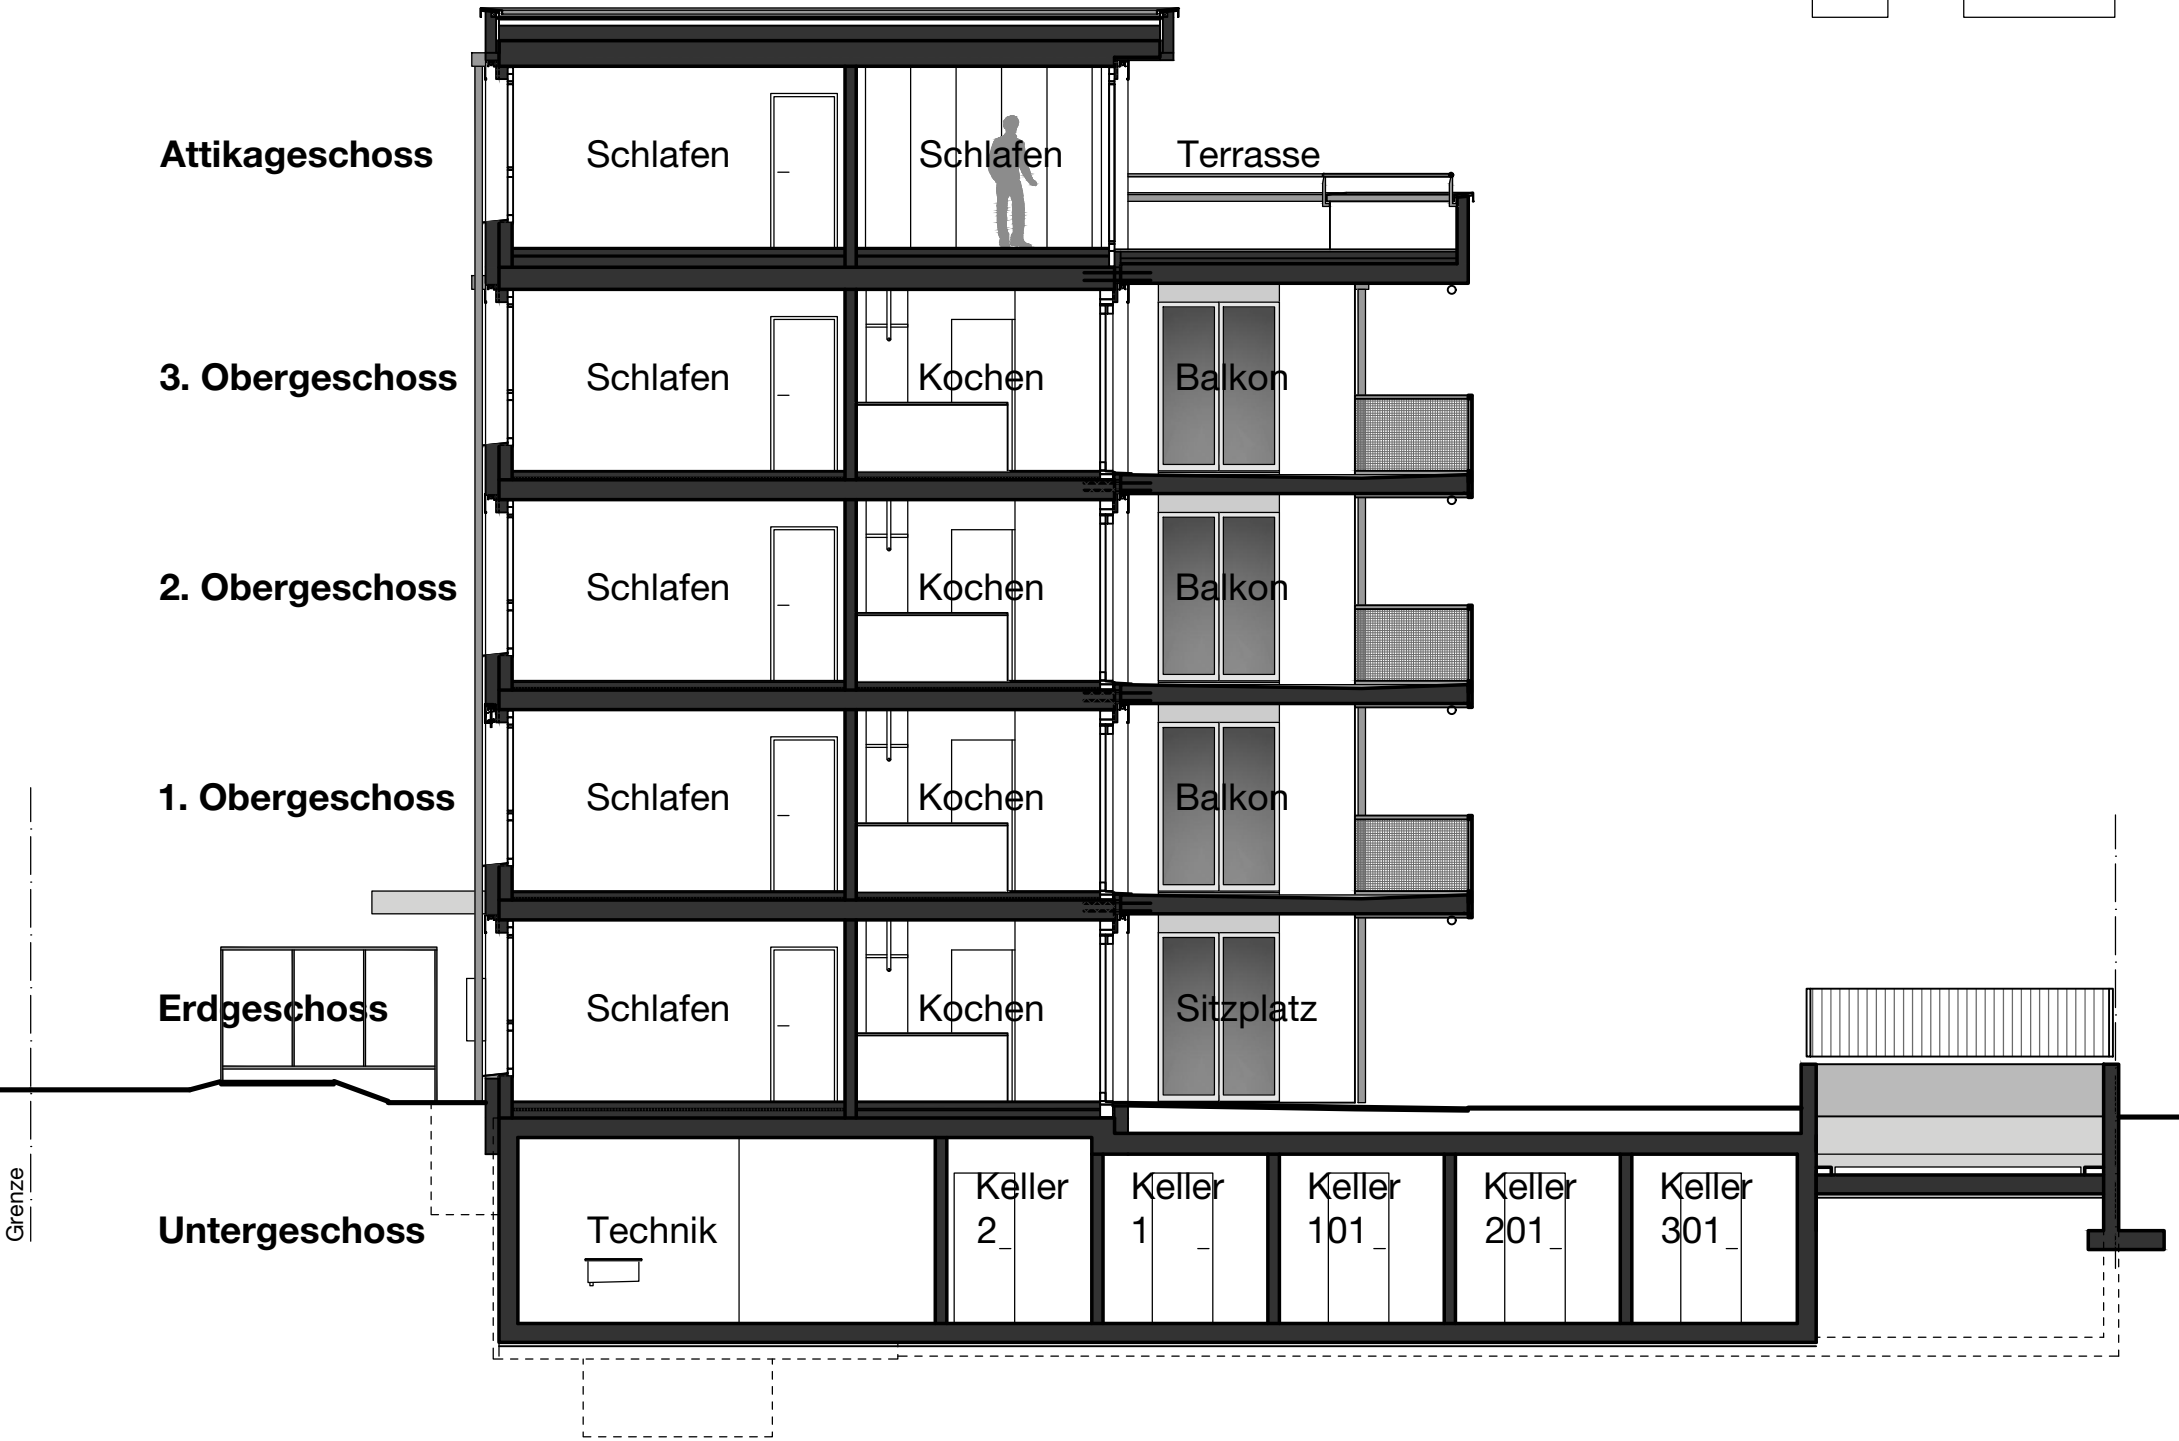 Attikageschoss
Schlafen
Schlafen
Terrasse
3. Obergeschoss
Schlafen
Kochen
Balkon
2. Obergeschoss
Schlafen
Kochen
Balkon
1. Obergeschoss
Schlafen
Kochen
Balkon
Erdgeschoss
Schlafen
Kochen
Sitzplatz
Grenze
Untergeschoss
Technik
Keller
2
Keller
1
Keller
101
Keller
201
Keller
301